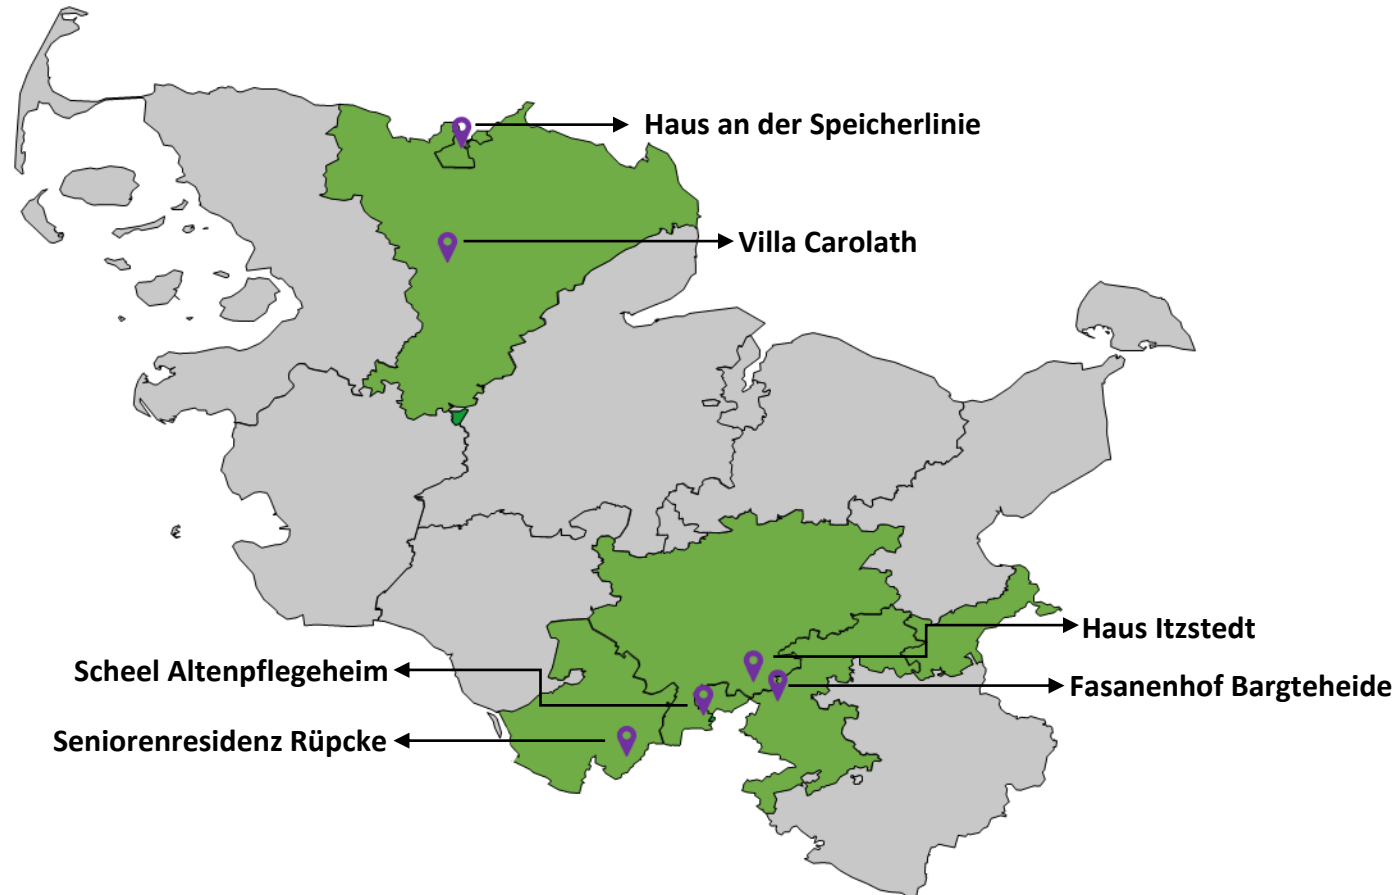 Haus an der Speicherlinie
Villa Carolath
Haus Itzstedt
Scheel Altenpflegeheim
Fasanenhof Bargteheide
Seniorenresidenz Rüpcke